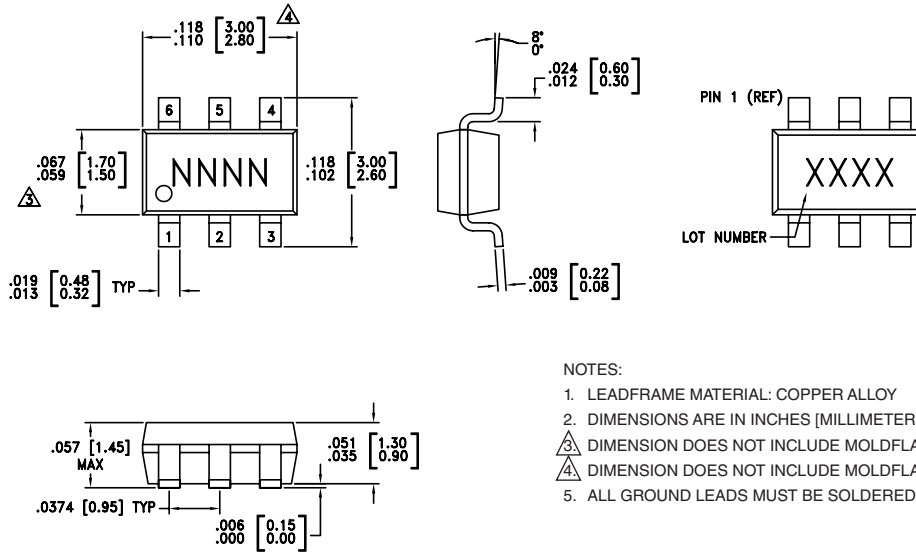 .118 [3.00]
.110 [2.80]
4
8°
0°
.024 [0.60]
.012 [0.30]
PIN 1 (REF)
6 5 4
.067 [1.70]
.059 [1.50]
3
NNNN
.118 [3.00]
.102 [2.60]
XXXX
1 2 3
LOT NUMBER
.019 [0.48]
.013 [0.32]
TYP
.009 [0.22]
.003 [0.08]
.057 [1.45]
MAX
.051 [1.30]
.035 [0.90]
.0374 [0.95] TYP
.006 [0.15]
.000 [0.00]
NOTES:
1. LEADFRAME MATERIAL: COPPER ALLOY
2. DIMENSIONS ARE IN INCHES [MILLIMETER
3. DIMENSION DOES NOT INCLUDE MOLDFLA
4. DIMENSION DOES NOT INCLUDE MOLDFLA
5. ALL GROUND LEADS MUST BE SOLDERED